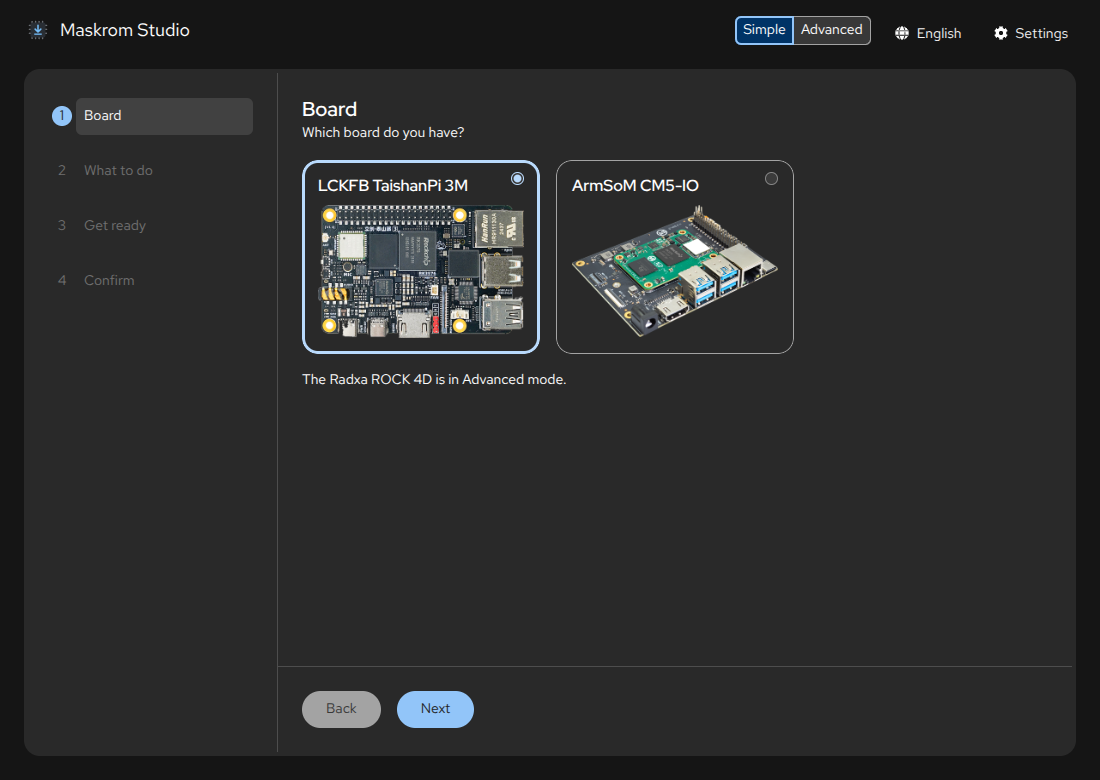 Maskrom Studio
Simple
Advanced
English
Settings
1
Board
2
What to do
3
Get ready
4
Confirm
Board
Which board do you have?
LCKFB TaishanPi 3M
ArmSoM CM5-IO
HanRun
Rockchip
The Radxa ROCK 4D is in Advanced mode.
Back
Next